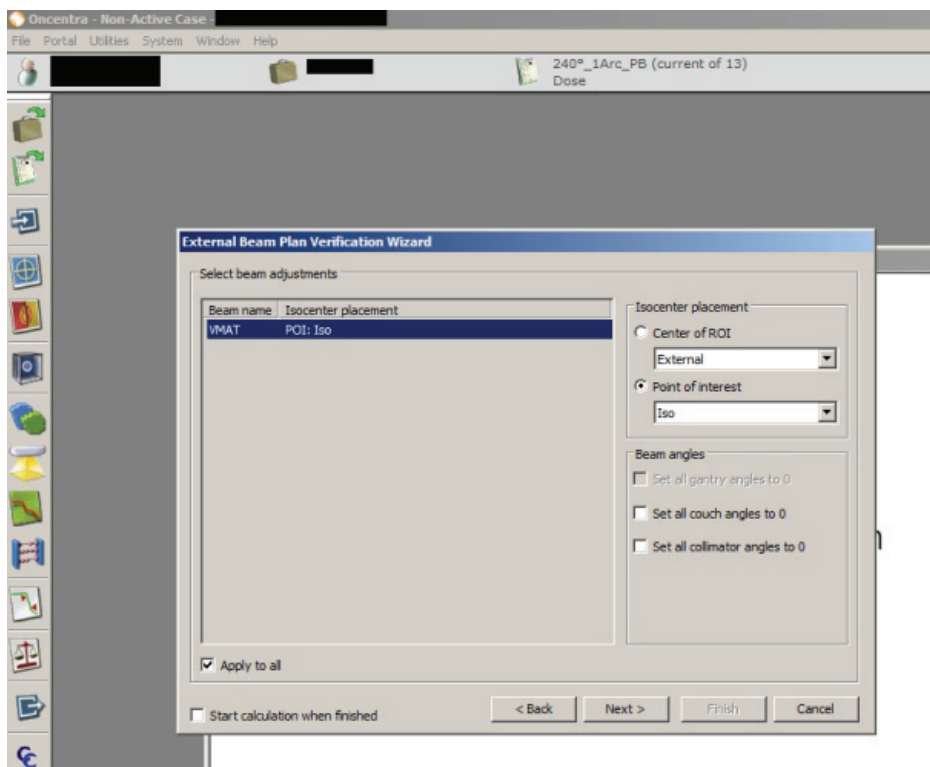 Oncentra - Non-Active Case -
File Portal Utilities System Window Help
240°_1Arc_PB (current of 13)
Dose
External Beam Plan Verification Wizard
Select beam adjustments
Beam name Isocenter placement
VMAT POI: Iso
Isocenter placement
Center of ROI
External
Point of interest
Iso
Beam angles
Set all gantry angles to 0
Set all couch angles to 0
Set all collimator angles to 0
Apply to all
Start calculation when finished
< Back Next > Finish Cancel